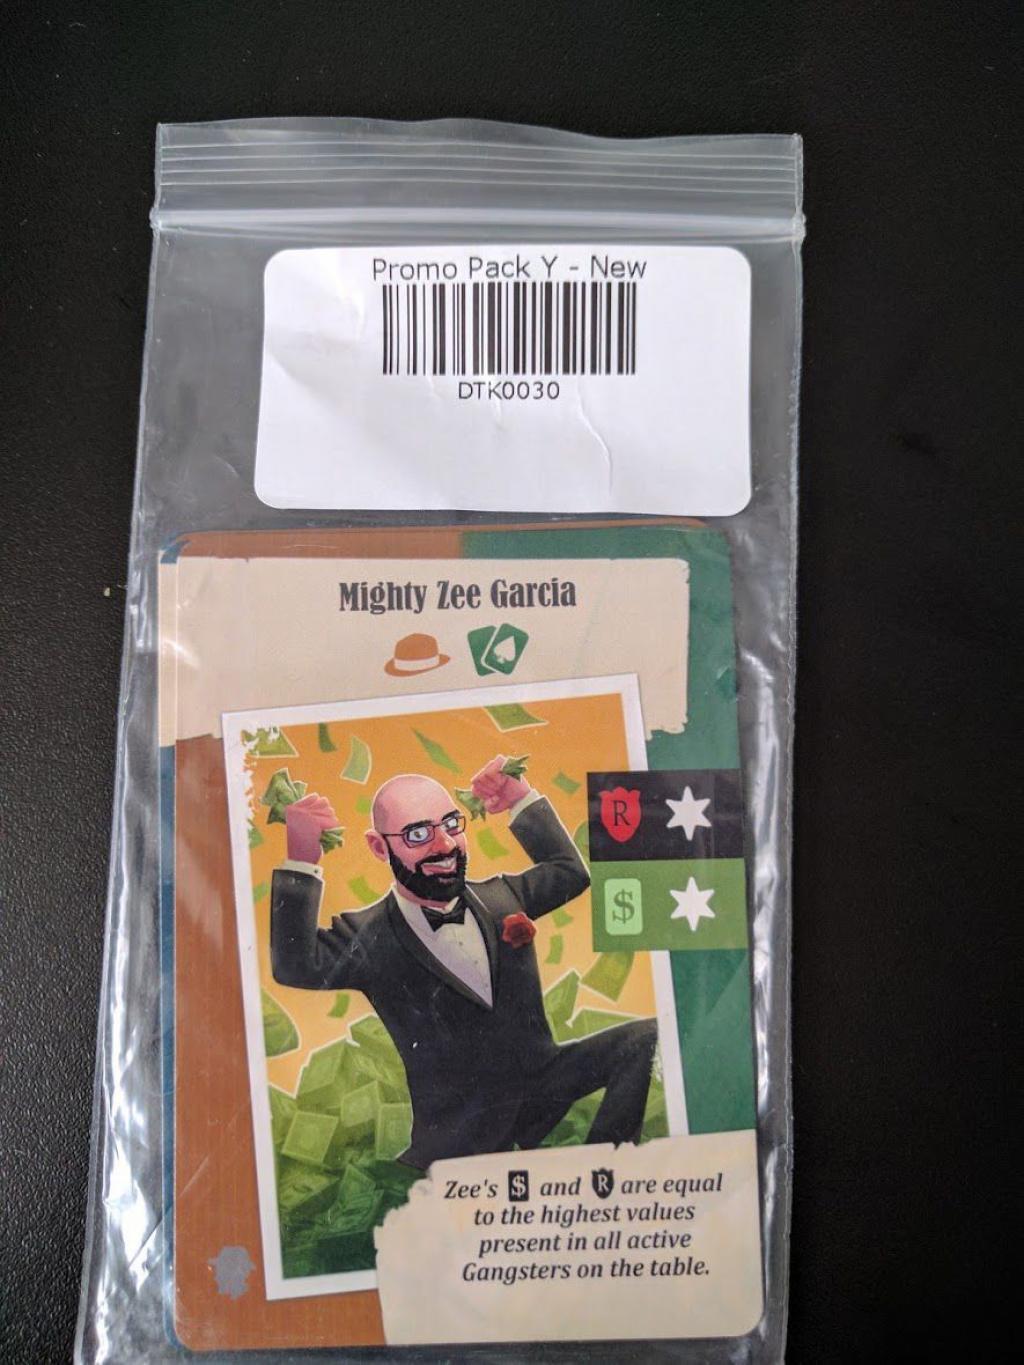 Promo Pack Y - New
DTK0030
Mighty Zee Garcia
R
$
Zee's $ and R are equal
to the highest values
present in all active
Gangsters on the table.